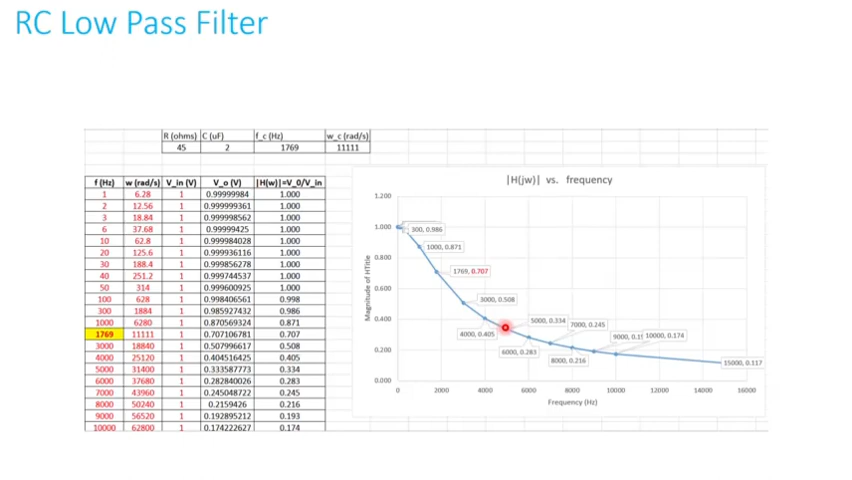 RC Low Pass Filter
R (ohms) C (uF) f_c (Hz) w_c (rad/s)
45 2 1769 11111
f (Hz) w (rad/s) V_in (V) V_o (V) |H(w)|=V_0/V_in
1 6.28 1 0.99999984 1.000
2 12.56 1 0.999999361 1.000
3 18.84 1 0.999998562 1.000
6 37.68 1 0.99999425 1.000
10 62.8 1 0.999984028 1.000
20 125.6 1 0.999936116 1.000
30 188.4 1 0.999856278 1.000
40 251.2 1 0.999744537 1.000
50 314 1 0.999600925 1.000
100 628 1 0.998406561 0.998
300 1884 1 0.985927432 0.986
1000 6280 1 0.870569324 0.871
1769 11111 1 0.707106781 0.707
3000 18840 1 0.507996617 0.508
4000 25120 1 0.404516425 0.405
5000 31400 1 0.333587773 0.334
6000 37680 1 0.282840026 0.283
7000 43960 1 0.245048722 0.245
8000 50240 1 0.2159426 0.216
9000 56520 1 0.192895212 0.193
10000 62800 1 0.174222627 0.174
|H(jw)| vs. frequency
Magnitude of HTitle
1.200
1.000
0.800
0.600
0.400
0.200
0.000
300, 0.986
1000, 0.871
1769, 0.707
3000, 0.508
4000, 0.405
5000, 0.334
6000, 0.283
7000, 0.245
8000, 0.216
9000, 0.19
10000, 0.174
15000, 0.117
0 2000 4000 6000 8000 10000 12000 14000 16000
Frequency (Hz)